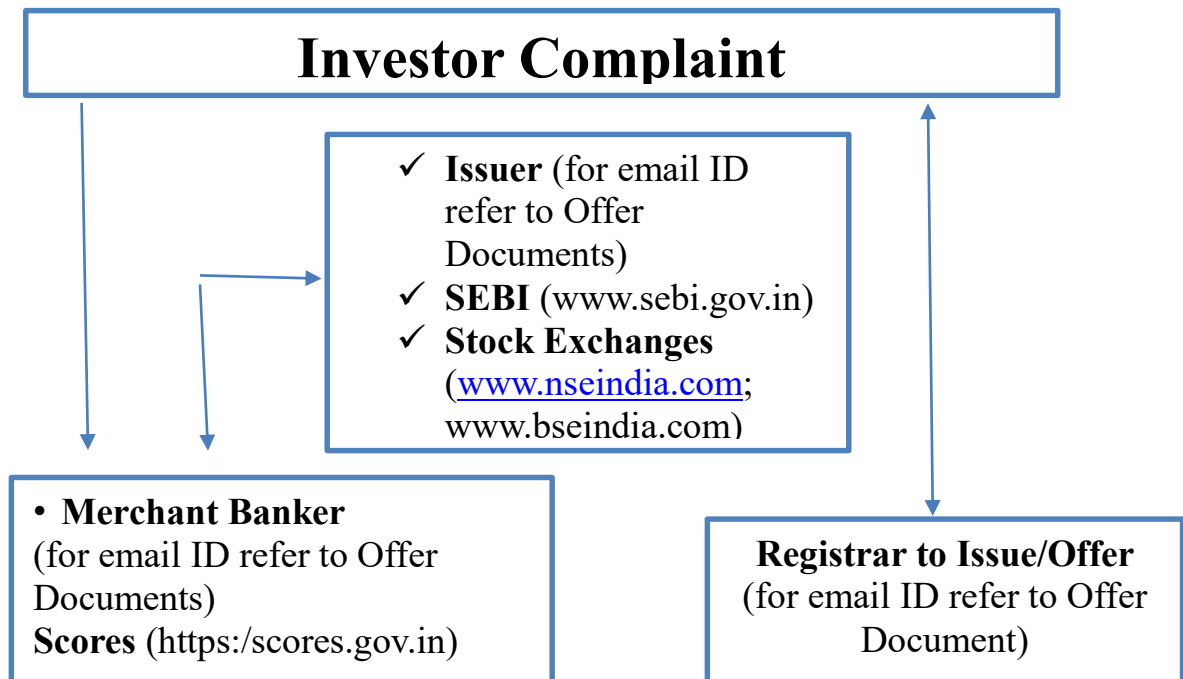 Investor Complaint
✓ Issuer (for email ID
refer to Offer
Documents)
✓ SEBI (www.sebi.gov.in)
✓ Stock Exchanges
(www.nseindia.com;
www.bseindia.com)
• Merchant Banker
(for email ID refer to Offer
Documents)
Scores (https:/scores.gov.in)
Registrar to Issue/Offer
(for email ID refer to Offer
Document)